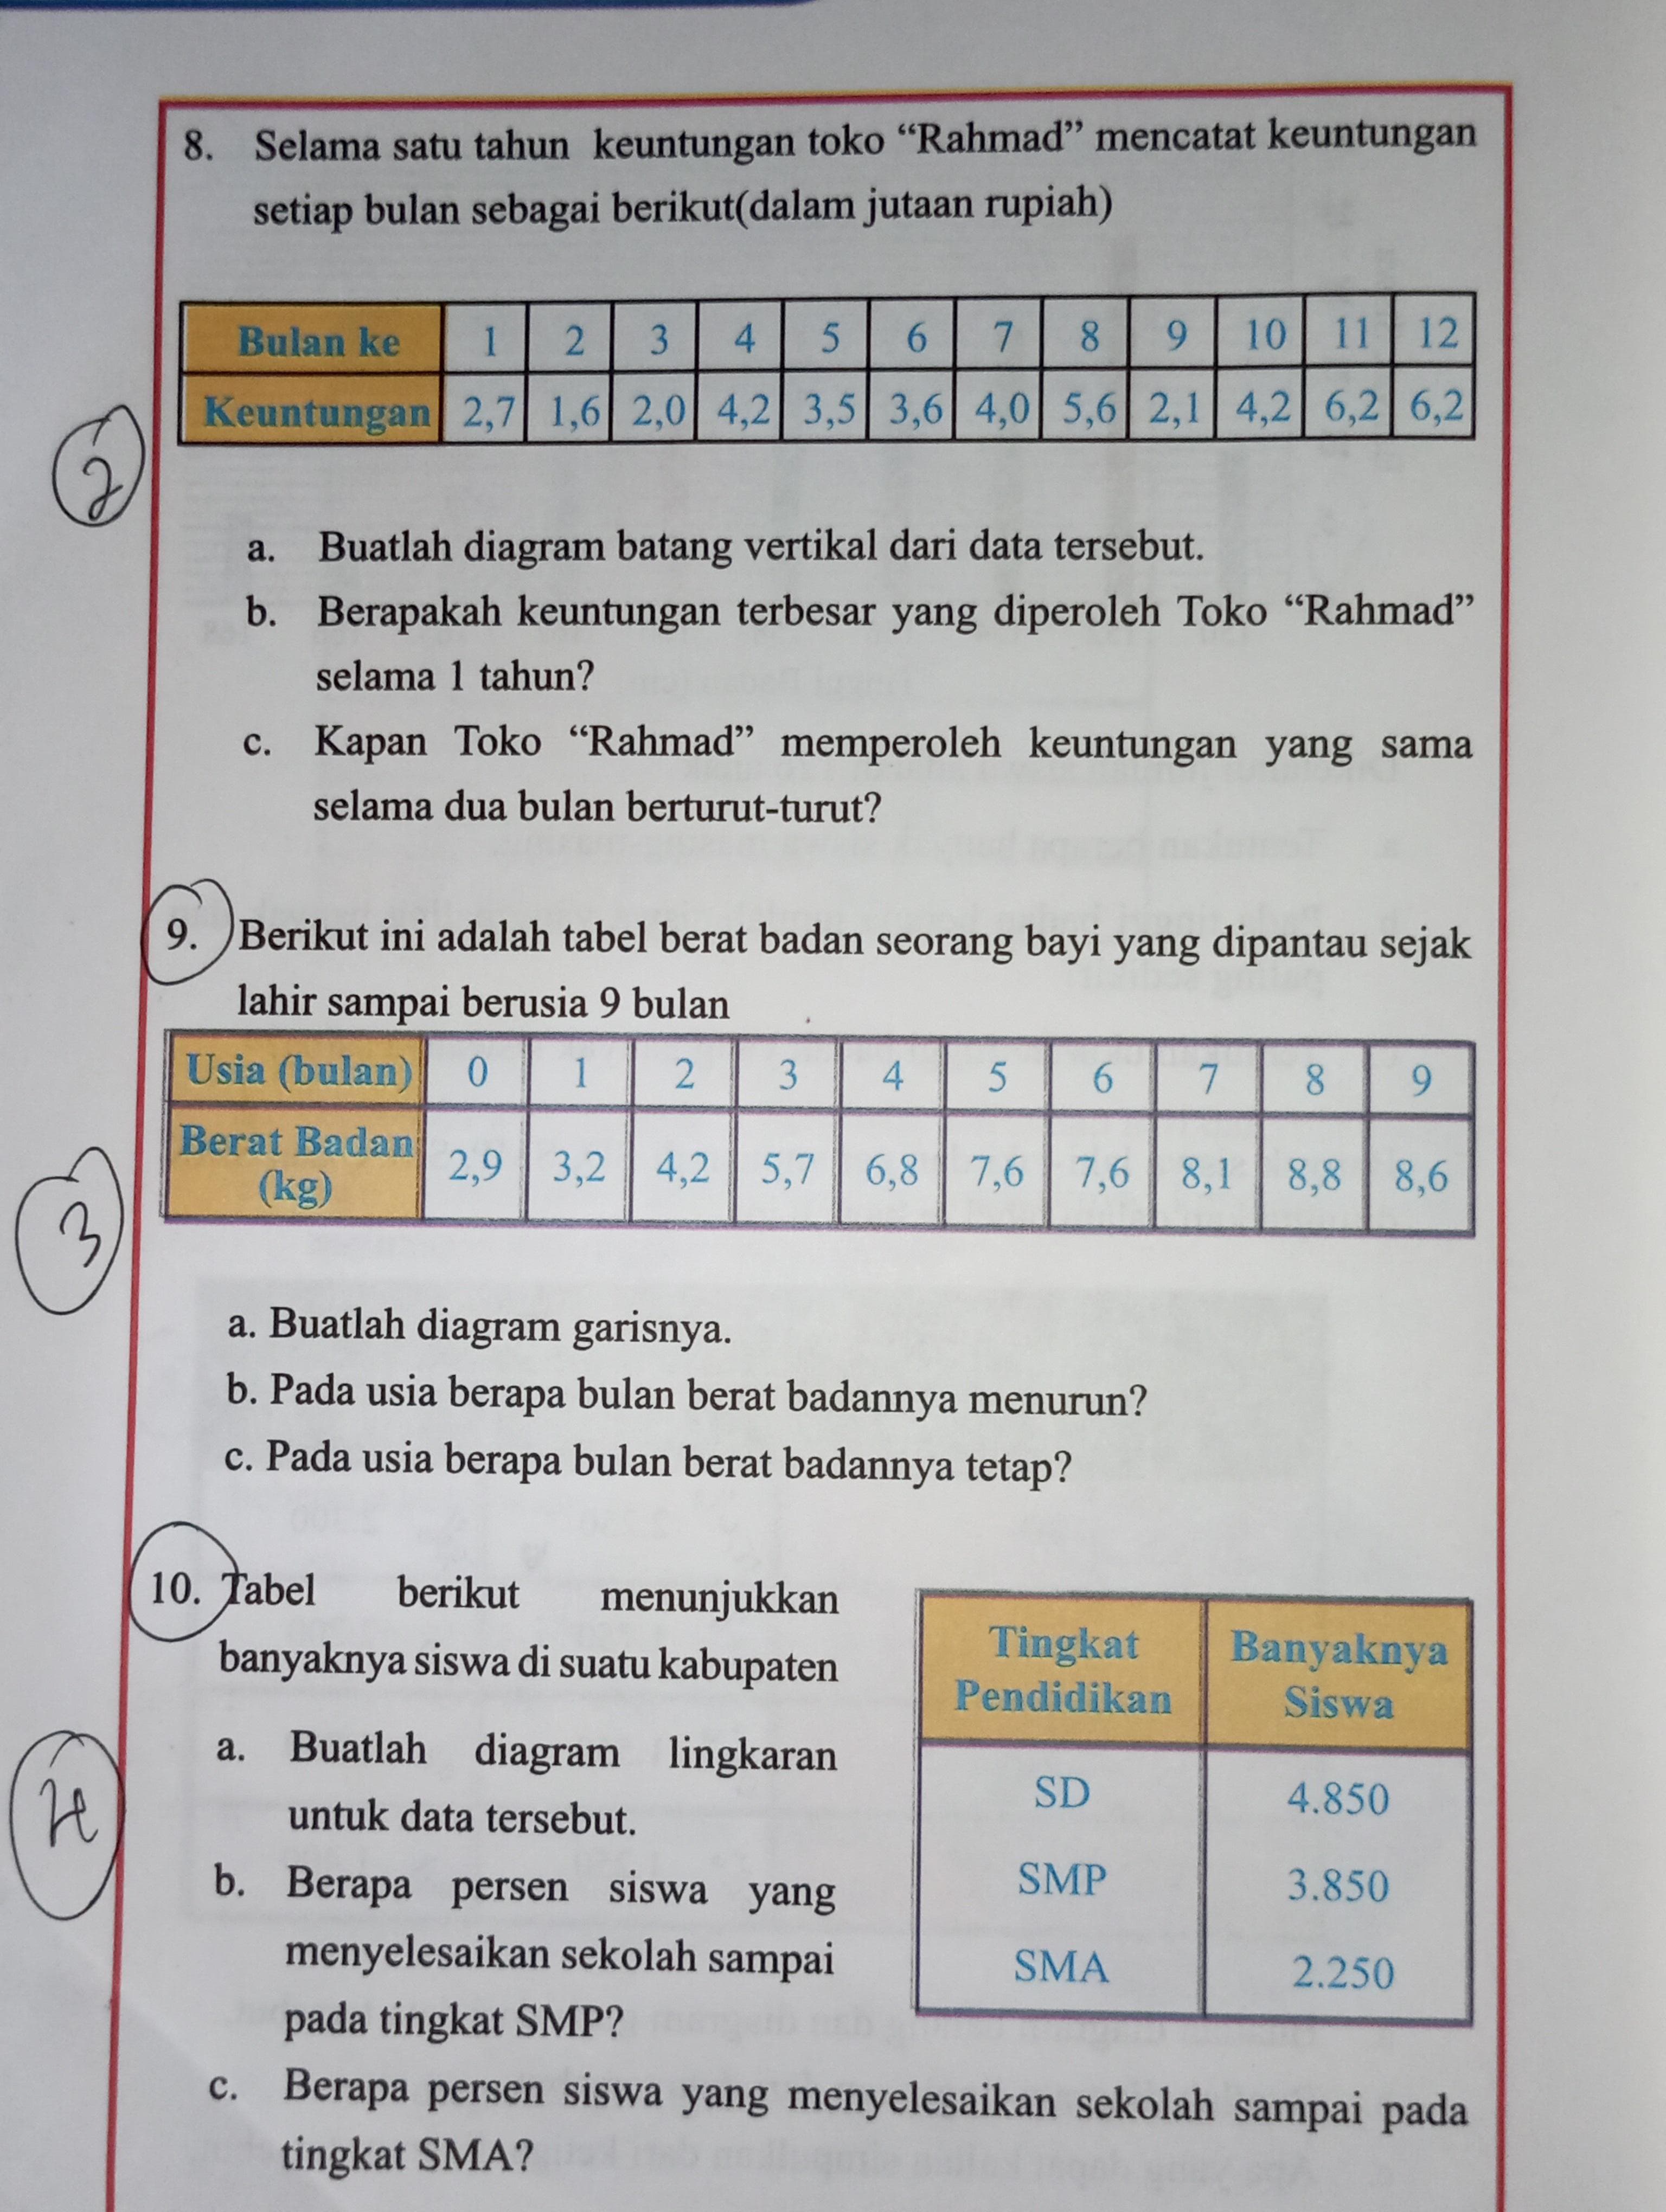 8. Selama satu tahun keuntungan toko “Rahmad” mencatat keuntungan
setiap bulan sebagai berikut(dalam jutaan rupiah)
Bulan ke 1 2 3 4 5 6 7 8 9 10 11 12
Keuntungan 2,7 1,6 2,0 4,2 3,5 3,6 4,0 5,6 2,1 4,2 6,2 6,2
2
a. Buatlah diagram batang vertikal dari data tersebut.
b. Berapakah keuntungan terbesar yang diperoleh Toko “Rahmad”
selama 1 tahun?
c. Kapan Toko “Rahmad” memperoleh keuntungan yang sama
selama dua bulan berturut-turut?
9. Berikut ini adalah tabel berat badan seorang bayi yang dipantau sejak
lahir sampai berusia 9 bulan
Usia (bulan) 0 1 2 3 4 5 6 7 8 9
Berat Badan
(kg) 2,9 3,2 4,2 5,7 6,8 7,6 7,6 8,1 8,8 8,6
3
a. Buatlah diagram garisnya.
b. Pada usia berapa bulan berat badannya menurun?
c. Pada usia berapa bulan berat badannya tetap?
10. Tabel berikut menunjukkan
banyaknya siswa di suatu kabupaten
a. Buatlah diagram lingkaran
untuk data tersebut.
b. Berapa persen siswa yang
menyelesaikan sekolah sampai
pada tingkat SMP?
Tingkat
Pendidikan
Banyaknya
Siswa
SD 4.850
SMP 3.850
SMA 2.250
c. Berapa persen siswa yang menyelesaikan sekolah sampai pada
tingkat SMA?